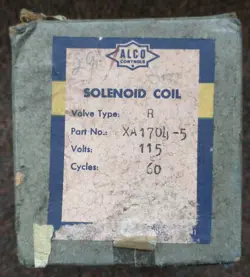 ALCO
CONTROLS
SOLENOID COIL
Valve Type: R
Part No.: XA1704-5
Volts: 115
Cycles: 60